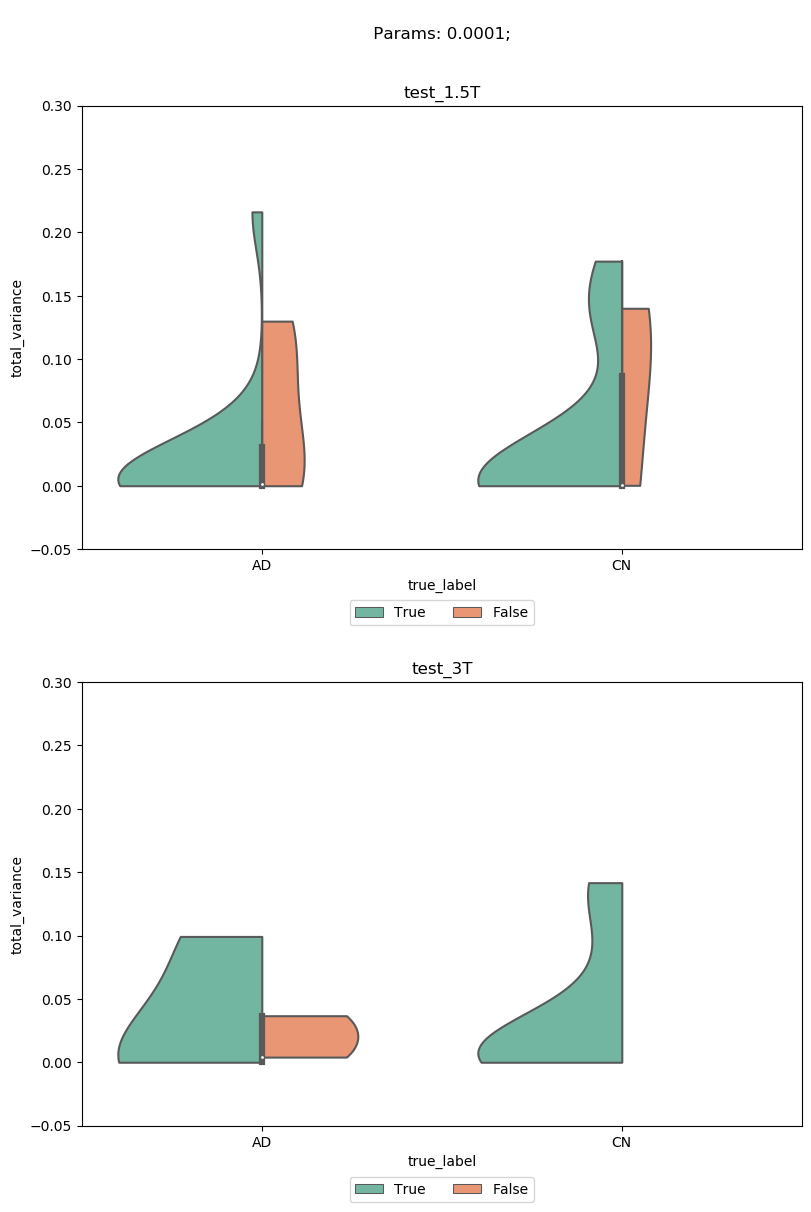 Params: 0.0001;
test_1.5T
0.30
0.25
0.20
0.15
0.10
0.05
0.00
−0.05
total_variance
AD CN
true_label
True False
test_3T
0.30
0.25
0.20
0.15
0.10
0.05
0.00
−0.05
total_variance
AD CN
true_label
True False